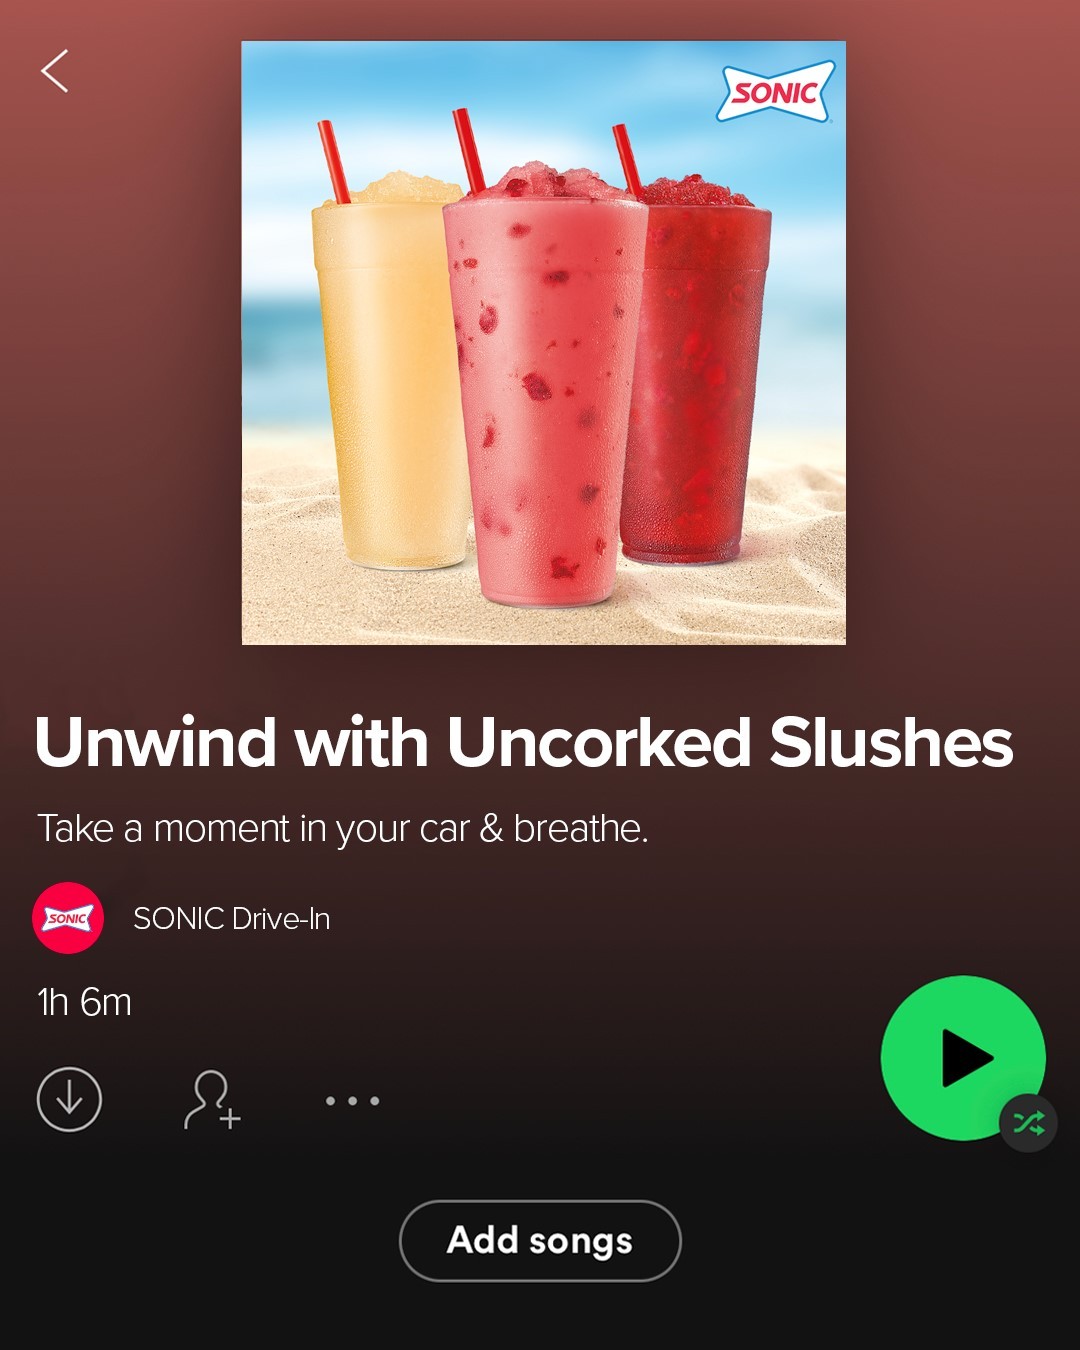 SONIC
Unwind with Uncorked Slushes
Take a moment in your car & breathe.
SONIC
SONIC Drive-In
1h 6m
Add songs